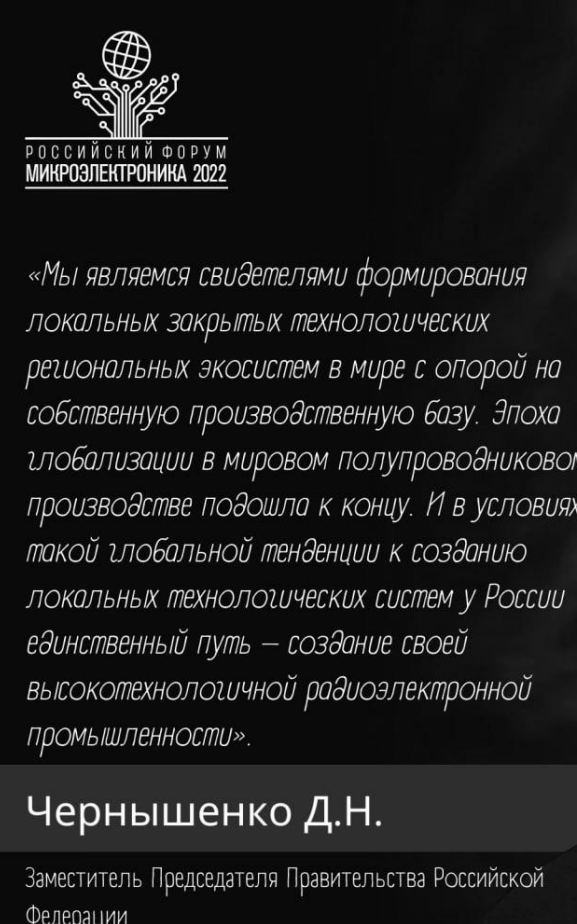 РОССИЙСКИЙ ФОРУМ
МИКРОЭЛЕКТРОНИКА 2022
«Мы являемся свидетелями формирования
локальных закрытых технологических
региональных экосистем в мире с опорой на
собственную производственную базу. Эпоха
глобализации в мировом полупроводниковом
производстве подошла к концу. И в условиях
такой глобальной тенденции к созданию
локальных технологических систем у России
единственный путь – создание своей
высокотехнологичной радиоэлектронной
промышленности».
Чернышенко Д.Н.
Заместитель Председателя Правительства Российской
Федерации